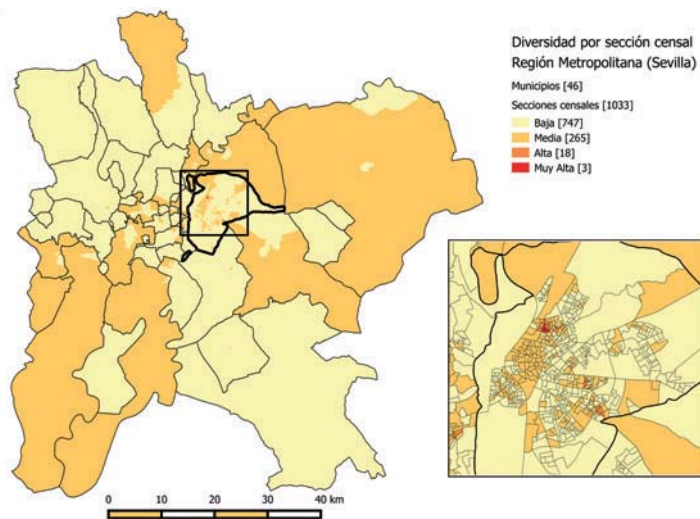 Diversidad por sección censal
Región Metropolitana (Sevilla)
Municipios [46]
Secciones censales [1033]
Baja [747]
Media [265]
Alta [18]
Muy Alta [3]
0 10 20 30 40 km